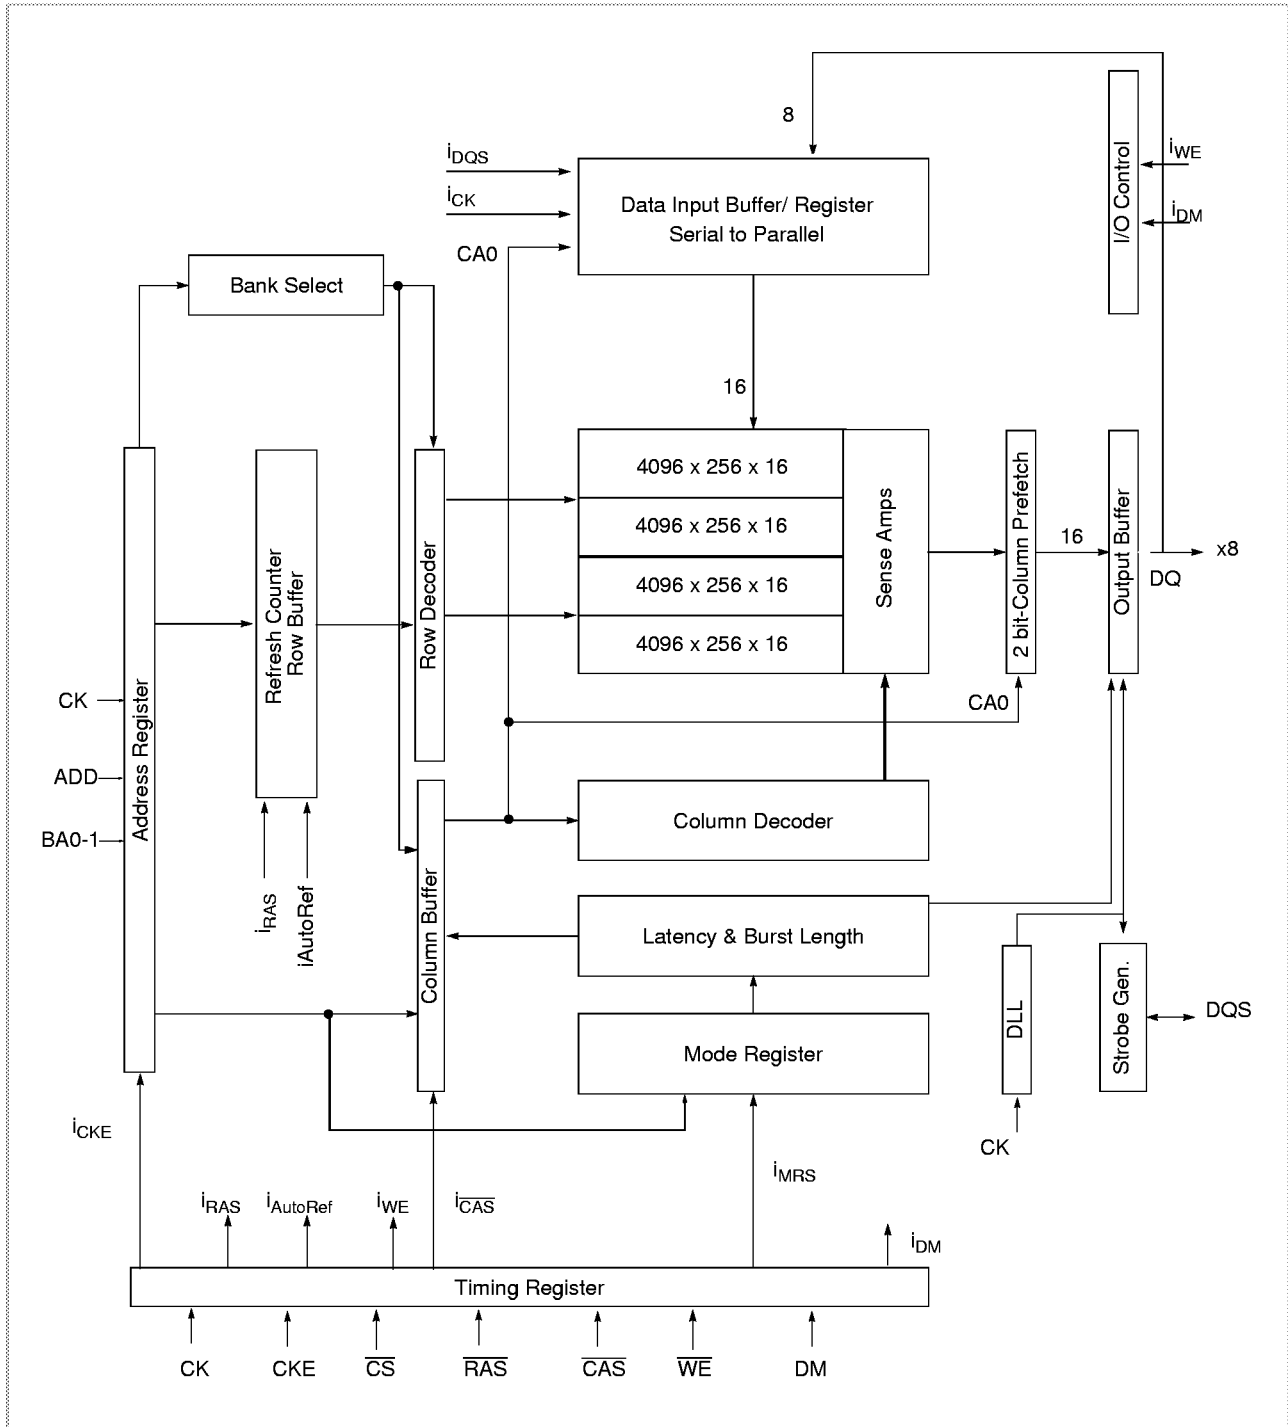 8
iDQS
iWE
iCK
Data Input Buffer/ Register
Serial to Parallel
I/O Control
iDM
CA0
Bank Select
16
4096 x 256 x 16
4096 x 256 x 16
4096 x 256 x 16
4096 x 256 x 16
Sense Amps
2 bit-Column Prefetch
16
Output Buffer
x8
DQ
Refresh Counter
Row Buffer
Row Decoder
CK
Address Register
CA0
ADD
BA0-1
Column Decoder
iRAS
iAutoRef
Column Buffer
Latency & Burst Length
DLL
Strobe Gen.
DQS
Mode Register
iCKE
CK
iMRS
iRAS
iAutoRef
iWE
iCAS
iDM
Timing Register
CK
CKE
CS
RAS
CAS
WE
DM